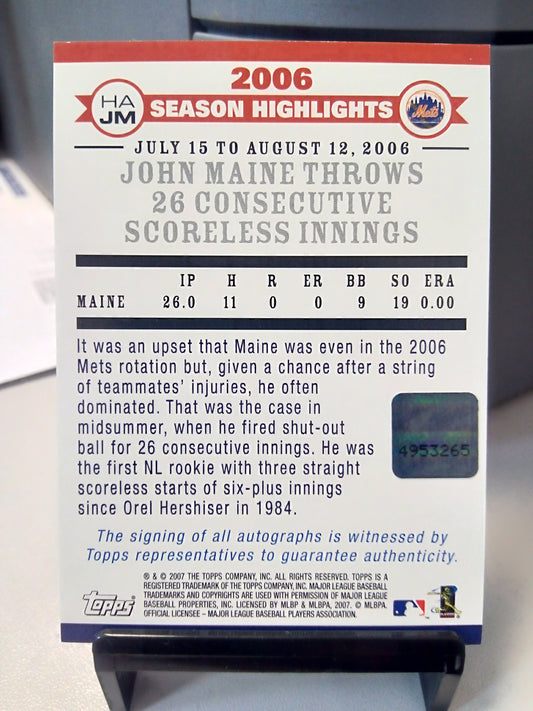 2006
HA
JM
SEASON HIGHLIGHTS
Mets
JULY 15 TO AUGUST 12, 2006
JOHN MAINE THROWS
26 CONSECUTIVE
SCORELESS INNINGS
IP H R ER BB SO ERA
MAINE 26.0 11 0 0 9 19 0.00
It was an upset that Maine was even in the 2006
Mets rotation but, given a chance after a string
of teammates' injuries, he often
dominated. That was the case in
midsummer, when he fired shut-out
ball for 26 consecutive innings. He was
the first NL rookie with three straight
scoreless starts of six-plus innings
since Orel Hershiser in 1984.
4953265
The signing of all autographs is witnessed by
Topps representatives to guarantee authenticity.
® & © 2007 THE TOPPS COMPANY, INC. ALL RIGHTS RESERVED. TOPPS IS A
REGISTERED TRADEMARK OF THE TOPPS COMPANY, INC. MAJOR LEAGUE BASEBALL
TRADEMARKS AND COPYRIGHTS ARE USED WITH PERMISSION OF MAJOR LEAGUE
BASEBALL PROPERTIES, INC. LICENSED BY MLBP & MLBPA, 2007. © MLBPA.
OFFICIAL LICENSEE – MAJOR LEAGUE BASEBALL PLAYERS ASSOCIATION.
Topps